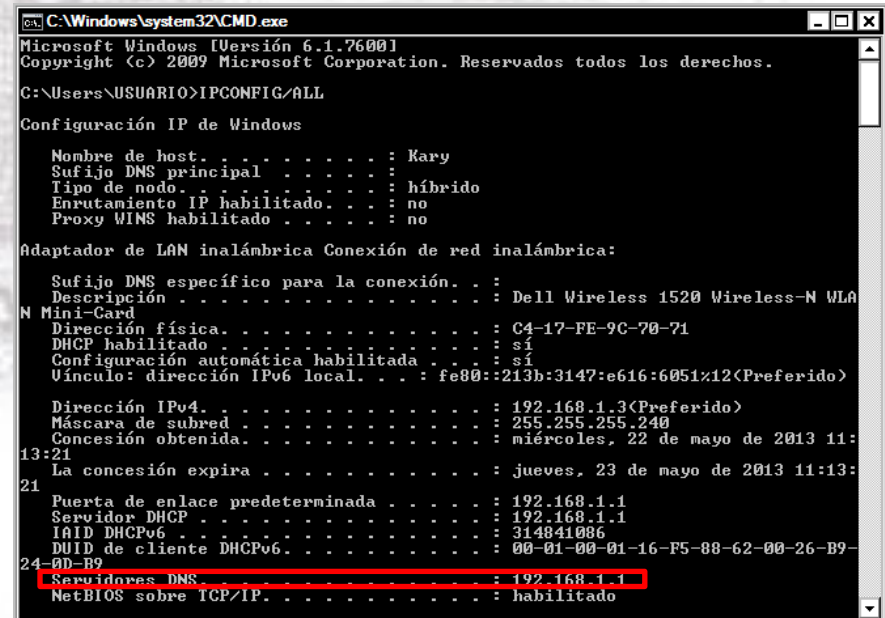 C:\Windows\system32\CMD.exe
Microsoft Windows [Versión 6.1.7600]
Copyright (c) 2009 Microsoft Corporation. Reservados todos los derechos.
C:\Users\USUARIO>IPCONFIG/ALL
Configuración IP de Windows
Nombre de host. . . . . . . . . : Kary
Sufijo DNS principal . . . . . :
Tipo de nodo. . . . . . . . . . : híbrido
Enrutamiento IP habilitado. . . : no
Proxy WINS habilitado . . . . . : no
Adaptador de LAN inalámbrica Conexión de red inalámbrica:
Sufijo DNS específico para la conexión. . :
Descripción . . . . . . . . . . . . . . . : Dell Wireless 1520 Wireless-N WLA
N Mini-Card
Dirección física. . . . . . . . . . . . . : C4-17-FE-9C-70-71
DHCP habilitado . . . . . . . . . . . . . : sí
Configuración automática habilitada . . . : sí
Vínculo: dirección IPv6 local. . . : fe80::213b:3147:e616:6051%12(Preferido)
Dirección IPv4. . . . . . . . . . . . . . : 192.168.1.3(Preferido)
Máscara de subred . . . . . . . . . . . . : 255.255.255.240
Concesión obtenida. . . . . . . . . . . . : miércoles, 22 de mayo de 2013 11:
13:21
La concesión expira . . . . . . . . . . . : jueves, 23 de mayo de 2013 11:13:
21
Puerta de enlace predeterminada . . . . . : 192.168.1.1
Servidor DHCP . . . . . . . . . . . . . . : 192.168.1.1
IAID DHCPv6 . . . . . . . . . . . . . . . : 314841086
DUID de cliente DHCPv6. . . . . . . . . . : 00-01-00-01-16-F5-88-62-00-26-B9-
24-0D-B9
Servidores DNS. . . . . . . . . . . . . . : 192.168.1.1
NetBIOS sobre TCP/IP. . . . . . . . . . . : habilitado